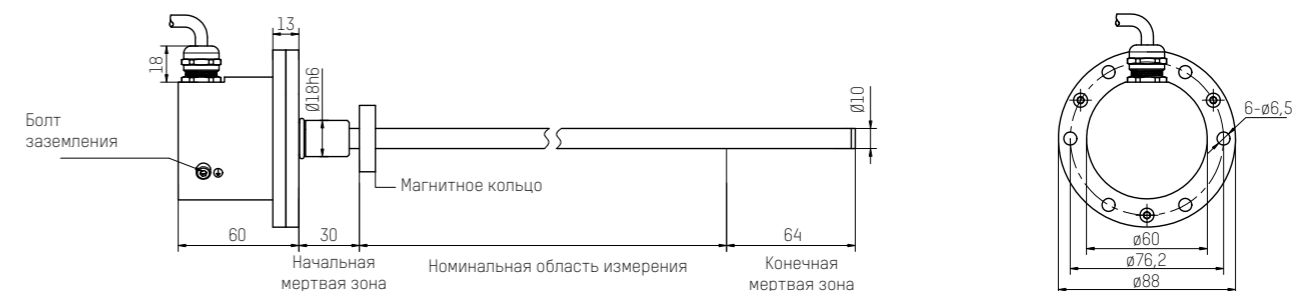 13
18
Ø18h6
Ø10
6-ø6,5
Болт
заземления
Магнитное кольцо
60
30
64
Начальная
мертвая зона
Номинальная область измерения
Конечная
мертвая зона
ø60
ø76,2
ø88